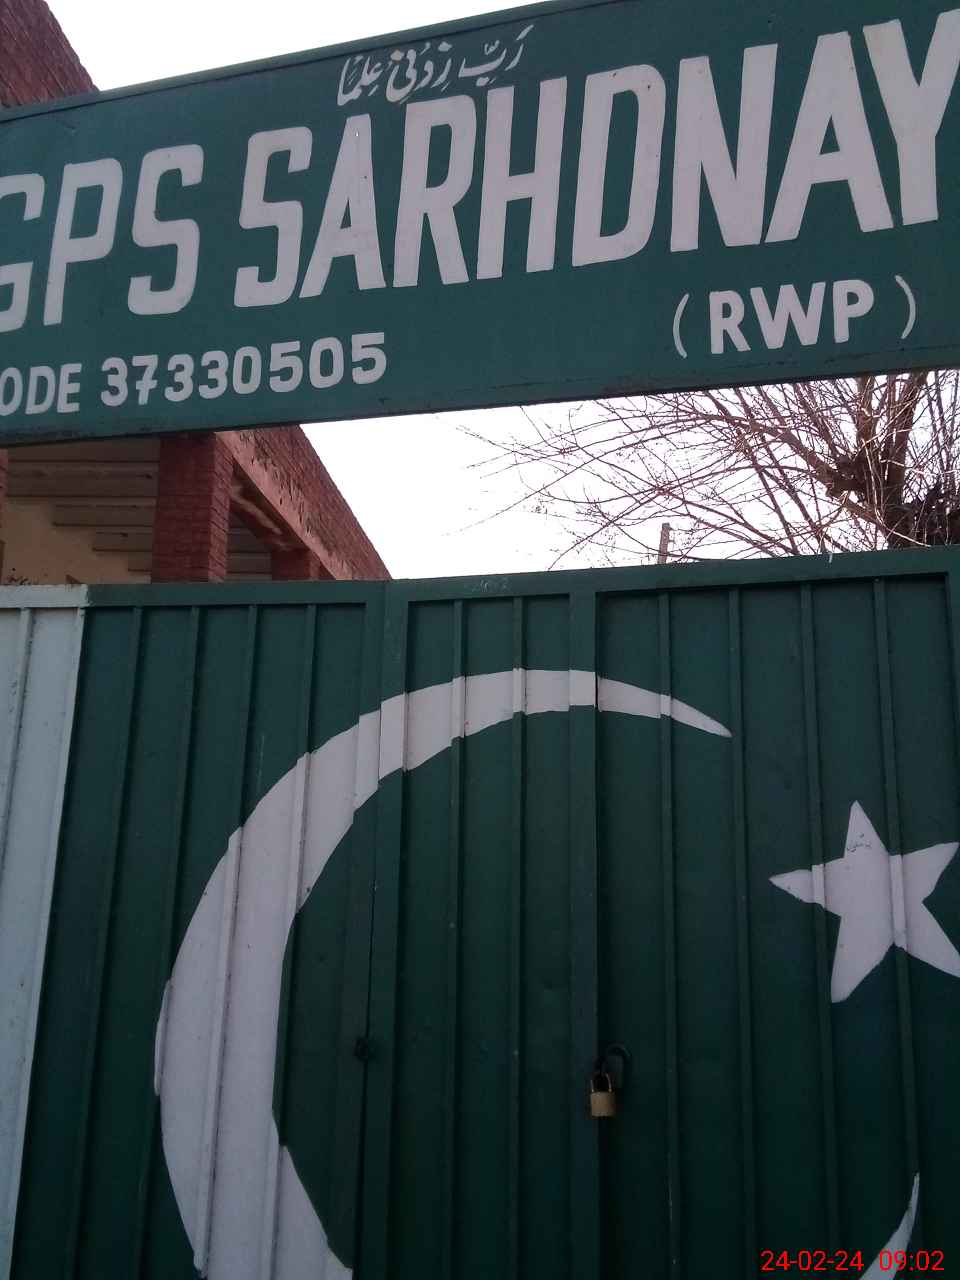 رَبِّ زِدْنِي عِلْمًا
GPS SARHDNAY
(RWP)
ODE 37330505
24-02-24 09:02